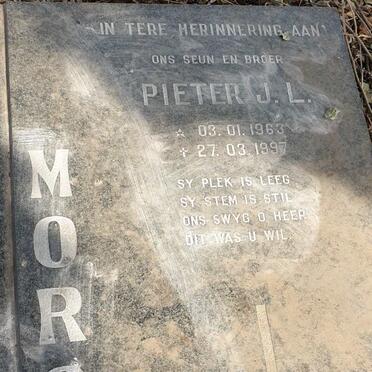 IN TERE HERINNERING AAN
ONS SEUN EN BROER
PIETER J. L.
☆ 03. 01. 1963
✝ 27. 03. 1997
SY PLEK IS LEEG
SY STEM IS STIL
ONS SWYG O HEER
DIT WAS U WIL.
MOR